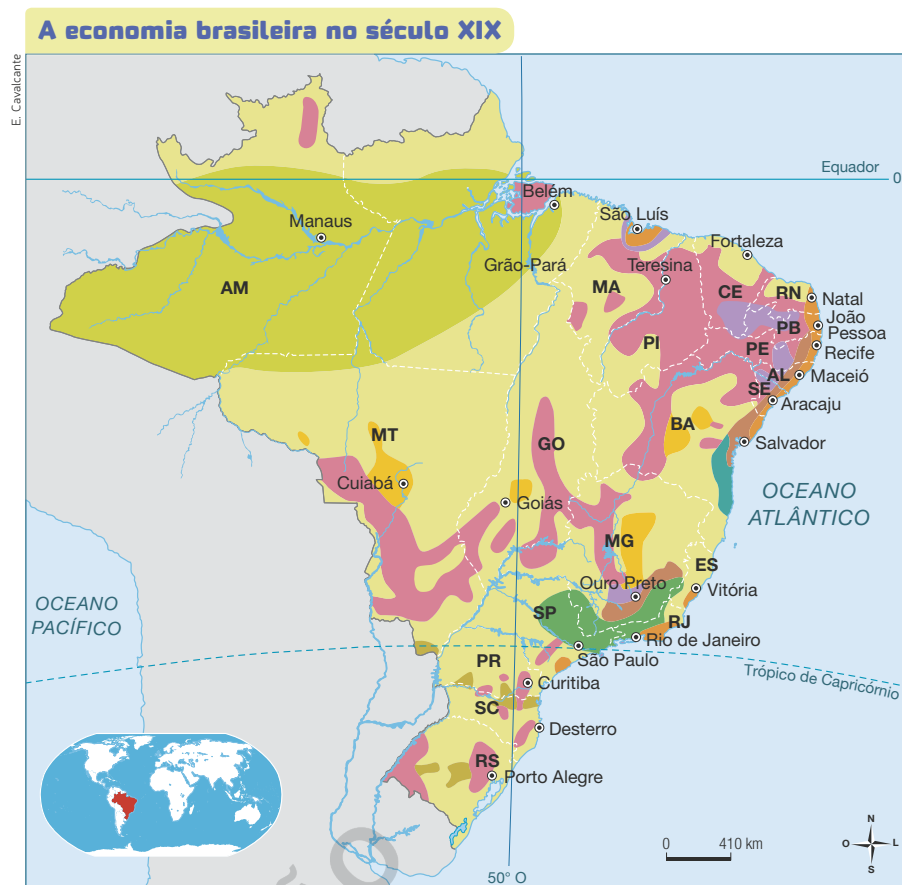 A economia brasileira no século XIX
E. Cavalcante
Equador
0
Belém
São Luís
Manaus
Fortaleza
Grão-Pará
Teresina
AM
MA
CE
RN
Natal
João
Pessoa
PB
PI
PE
Recife
AL
Maceió
SE
Aracaju
BA
MT
GO
Salvador
Cuiabá
Goiás
OCEANO
ATLÂNTICO
MG
ES
Ouro Preto
Vitória
OCEANO
PACÍFICO
SP
RJ
Rio de Janeiro
São Paulo
PR
Trópico de Capricórnio
Curitiba
SC
Desterro
RS
Porto Alegre
0
410 km
N
O
L
S
50° O